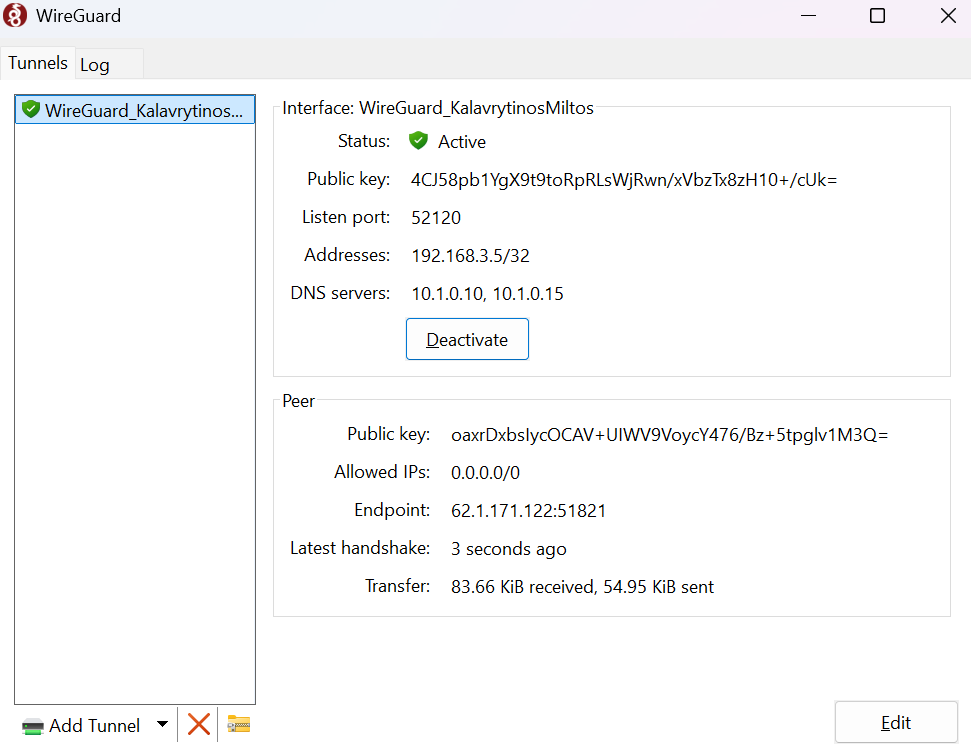 WireGuard
Tunnels
Log
WireGuard_Kalavrytinos...
Interface: WireGuard_KalavrytinosMiltos
Status: Active
Public key: 4CJ58pb1YgX9t9toRpRLsWjRwn/xVbzTx8zH10+/cUk=
Listen port: 52120
Addresses: 192.168.3.5/32
DNS servers: 10.1.0.10, 10.1.0.15
Deactivate
Peer
Public key: oaxrDxbsIycOCAV+UIWV9VoycY476/Bz+5tpglv1M3Q=
Allowed IPs: 0.0.0.0/0
Endpoint: 62.1.171.122:51821
Latest handshake: 3 seconds ago
Transfer: 83.66 KiB received, 54.95 KiB sent
Add Tunnel
Edit